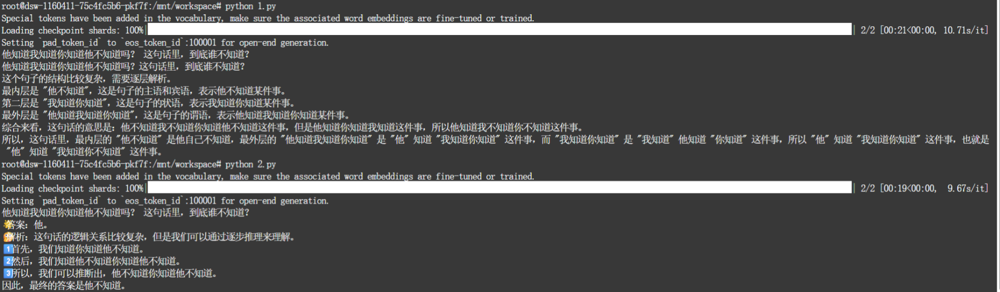 root@dsw-1160411-75c4fc5b6-pkf7f:/mnt/workspace# python 1.py
Special tokens have been added in the vocabulary, make sure the associated word embeddings are fine-tuned or trained.
Loading checkpoint shards: 100%| | 2/2 [00:21<00:00, 10.71s/it]
Setting `pad_token_id` to `eos_token_id`:100001 for open-end generation.
他知道我知道你知道他不知道吗？ 这句话里，到底谁不知道？
他知道我知道你知道他不知道吗？这句话里，到底谁不知道？
这个句子的结构比较复杂，需要逐层解析。
最内层是 "他不知道"，这是句子的主语和宾语，表示他不知道某件事。
第二层是 "我知道你知道"，这是句子的状语，表示我知道你知道某件事。
最外层是 "他知道我知道你知道"，这是句子的谓语，表示他知道我知道你知道某件事。
综合来看，这句话的意思是：他不知道我不知道你知道他不知道这件事，但是他知道你知道我知道这件事，所以他知道我不知道你不知道这件事。
所以，这句话里，最内层的 "他不知道" 是他自己不知道，最外层的 "他知道我知道你知道" 是 "他" 知道 "我知道你知道" 这件事，而 "我知道你知道" 是 "我知道" 他知道 "你知道" 这件事，所以 "他" 知道 "我知道你知道" 这件事，也就是
"他" 知道 "我知道你不知道" 这件事。
root@dsw-1160411-75c4fc5b6-pkf7f:/mnt/workspace# python 2.py
Special tokens have been added in the vocabulary, make sure the associated word embeddings are fine-tuned or trained.
Loading checkpoint shards: 100%| | 2/2 [00:19<00:00, 9.67s/it]
Setting `pad_token_id` to `eos_token_id`:100001 for open-end generation.
他知道我知道你知道他不知道吗？ 这句话里，到底谁不知道？
🌟答案：他。
🤔解析：这句话的逻辑关系比较复杂，但是我们可以通过逐步推理来理解。
1️⃣首先，我们知道你知道他不知道。
2️⃣然后，我们知道他不知道你知道他不知道。
3️⃣所以，我们可以推断出，他不知道你知道他不知道。
因此，最终的答案是他不知道。